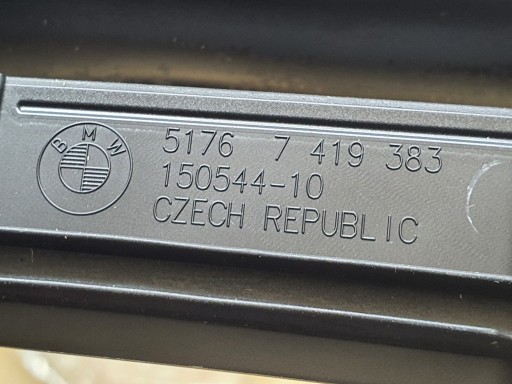 BMW
5176 7 419 383
150544-10
CZECH REPUBLIC